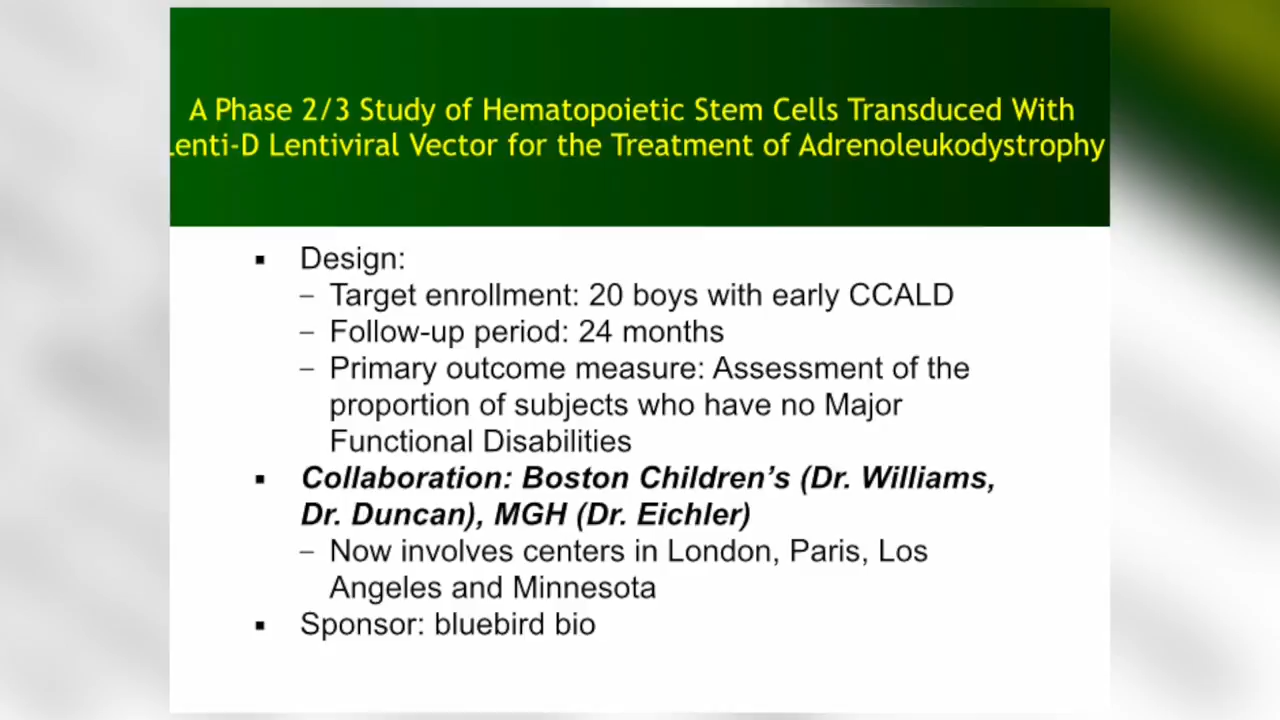 A Phase 2/3 Study of Hematopoietic Stem Cells Transduced With
Lenti-D Lentiviral Vector for the Treatment of Adrenoleukodystrophy
▪ Design:
– Target enrollment: 20 boys with early CCALD
– Follow-up period: 24 months
– Primary outcome measure: Assessment of the
proportion of subjects who have no Major
Functional Disabilities
▪ Collaboration: Boston Children’s (Dr. Williams,
Dr. Duncan), MGH (Dr. Eichler)
– Now involves centers in London, Paris, Los
Angeles and Minnesota
▪ Sponsor: bluebird bio